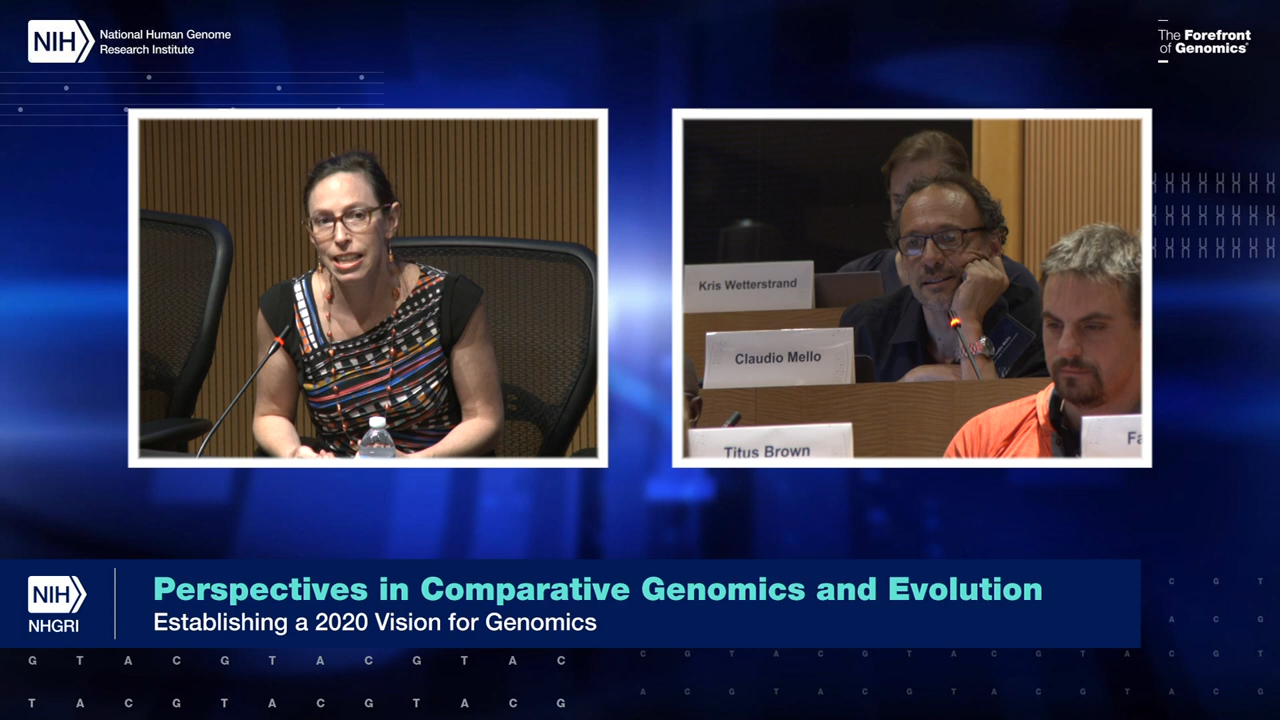 NIH
National Human Genome
Research Institute
The Forefront
of Genomics®
Kris Wetterstrand
Claudio Mello
Titus Brown
Fa
Perspectives in Comparative Genomics and Evolution
Establishing a 2020 Vision for Genomics
NIH
NHGRI
C G T
A C G
G T A C G T A C G T A C
C G T A C G T A C G T A C G T
T A C G T A C G T A C G
A C G T A C G T A C G T A C G